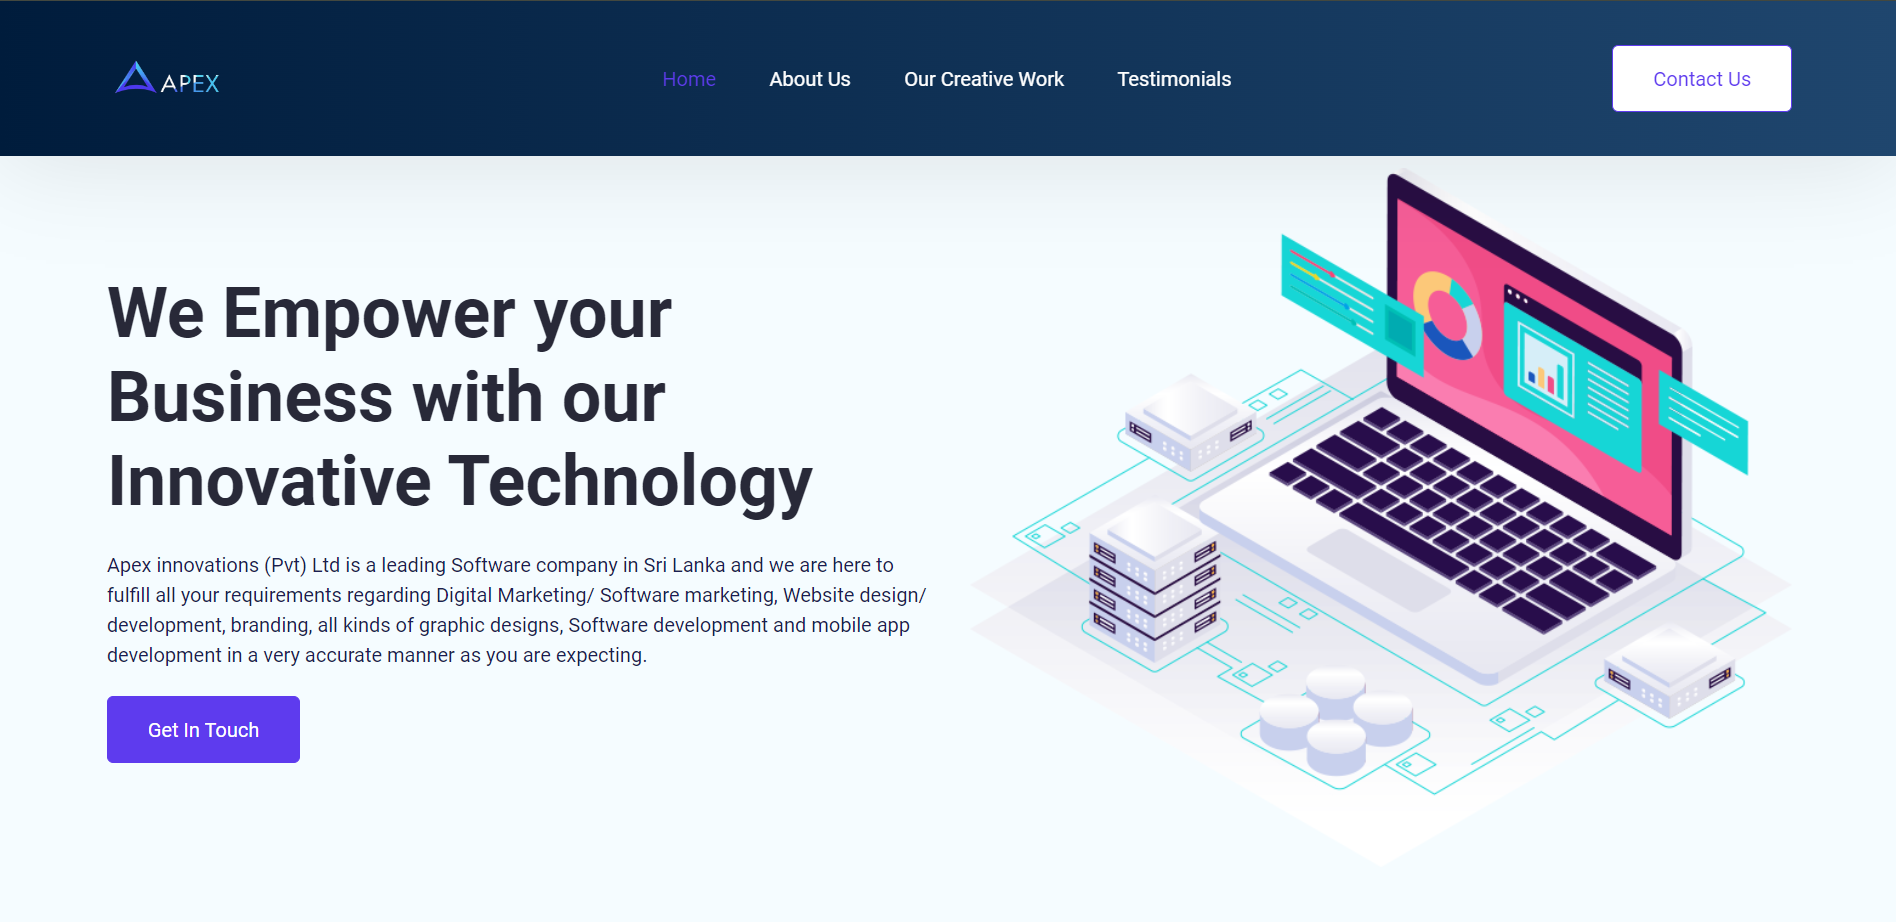 APEX
Home
About Us
Our Creative Work
Testimonials
Contact Us
We Empower your
Business with our
Innovative Technology
Apex innovations (Pvt) Ltd is a leading Software company in Sri Lanka and we are here to
fulfill all your requirements regarding Digital Marketing/ Software marketing, Website design/
development, branding, all kinds of graphic designs, Software development and mobile app
development in a very accurate manner as you are expecting.
Get In Touch